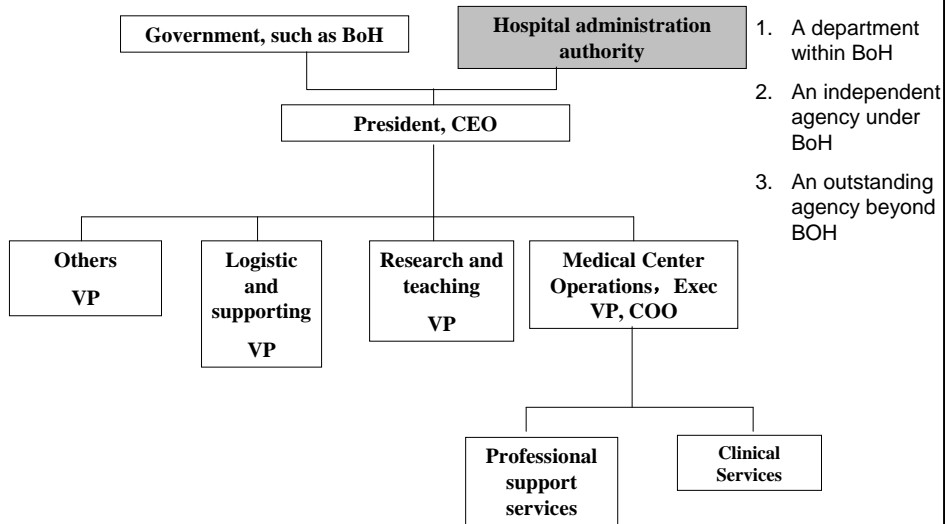 Government, such as BoH
Hospital administration
authority
1. A department
within BoH
2. An independent
agency under
BoH
3. An outstanding
agency beyond
BOH
President, CEO
Others
VP
Logistic
and
supporting
VP
Research and
teaching
VP
Medical Center
Operations，Exec
VP, COO
Professional
support
services
Clinical
Services